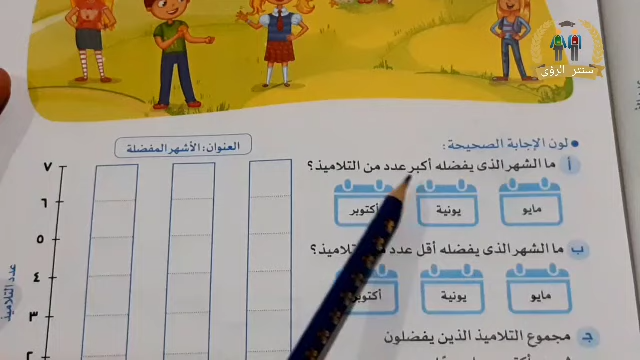 سنتر الرؤى
لون الإجابة الصحيحة:
أ ما الشهر الذى يفضله أكبر عدد من التلاميذ؟
مايو
يونية
أكتوبر
ب ما الشهر الذى يفضله أقل عدد من التلاميذ؟
مايو
يونية
أكتوبر
جـ مجموع التلاميذ الذين يفضلون
العنوان: الأشهر المفضلة
٧
٦
٥
٤
٣
٢
عدد التلاميذ